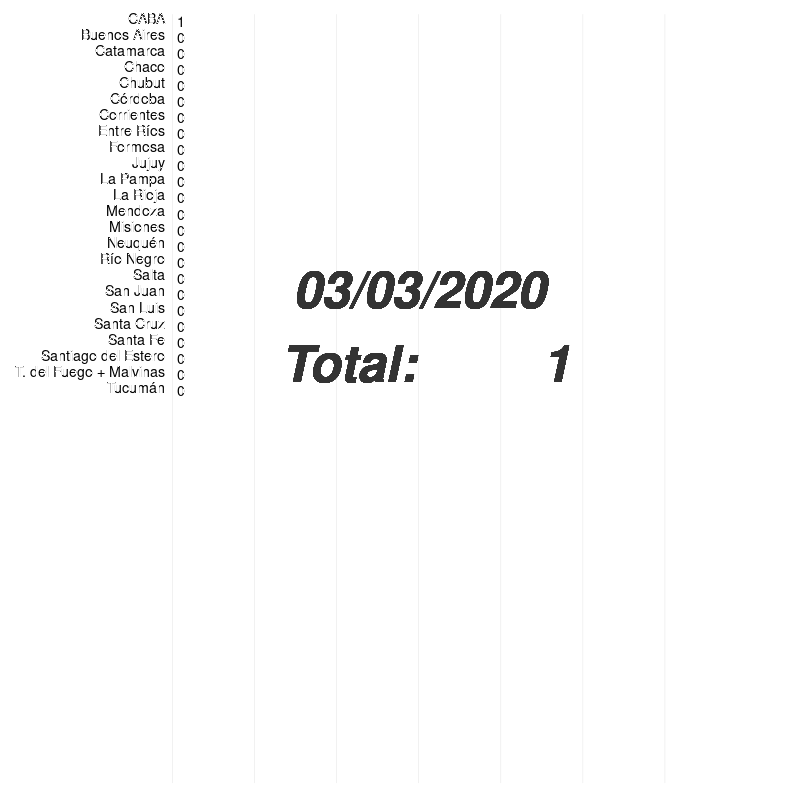 CABA 1
Buenos Aires 0
Catamarca 0
Chaco 0
Chubut 0
Córdoba 0
Corrientes 0
Entre Ríos 0
Formosa 0
Jujuy 0
La Pampa 0
La Rioja 0
Mendoza 0
Misiones 0
Neuquén 0
Río Negro 0
Salta 0
San Juan 0
San Luis 0
Santa Cruz 0
Santa Fe 0
Santiago del Estero 0
T. del Fuego + Malvinas 0
Tucumán 0
03/03/2020
Total: 1